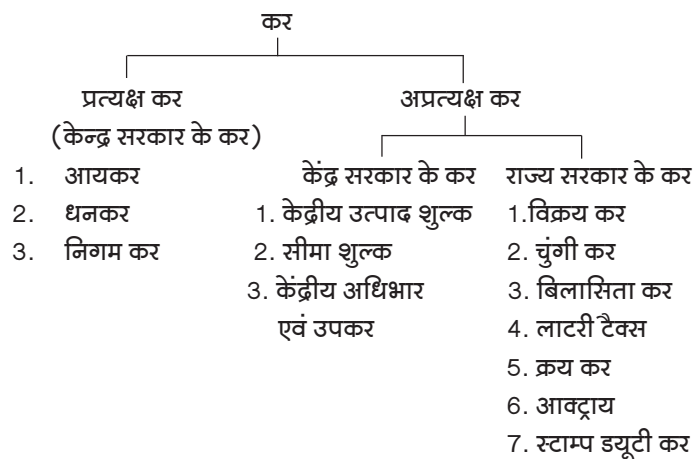 कर
प्रत्यक्ष कर
(केन्द्र सरकार के कर)
1. आयकर
2. धनकर
3. निगम कर
अप्रत्यक्ष कर
केंद्र सरकार के कर
1. केद्रीय उत्पाद शुल्क
2. सीमा शुल्क
3. केंद्रीय अधिभार
एवं उपकर
राज्य सरकार के कर
1.विक्रय कर
2. चुंगी कर
3. बिलासिता कर
4. लाटरी टैक्स
5. क्रय कर
6. आक्ट्राय
7. स्टाम्प डयूटी कर